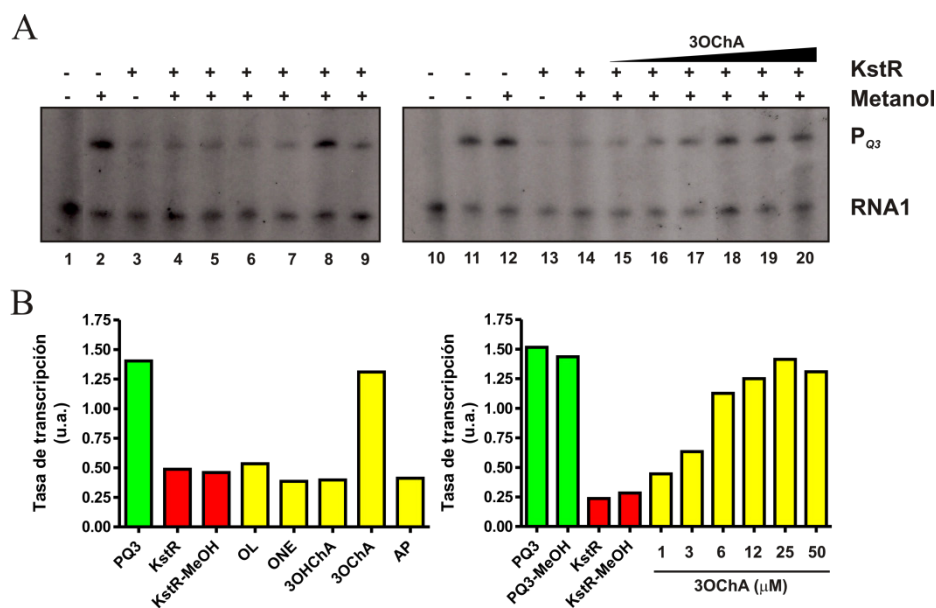 A
3OChA
- - + + + + + + + - - - + + + + + + + + KstR
- + - + + + + + + - - + - + + + + + + + Metanol
PQ3
RNA1
1 2 3 4 5 6 7 8 9 10 11 12 13 14 15 16 17 18 19 20
B
Tasa de transcripción
(u.a.)
1.75
1.50
1.25
1.00
0.75
0.50
0.25
0.00
PQ3 KstR KstR-MeOH OL ONE 3OHChA 3OChA AP
Tasa de transcripción
(u.a.)
1.75
1.50
1.25
1.00
0.75
0.50
0.25
0.00
PQ3 PQ3-MeOH KstR KstR-MeOH 1 3 6 12 25 50
3OChA (μM)